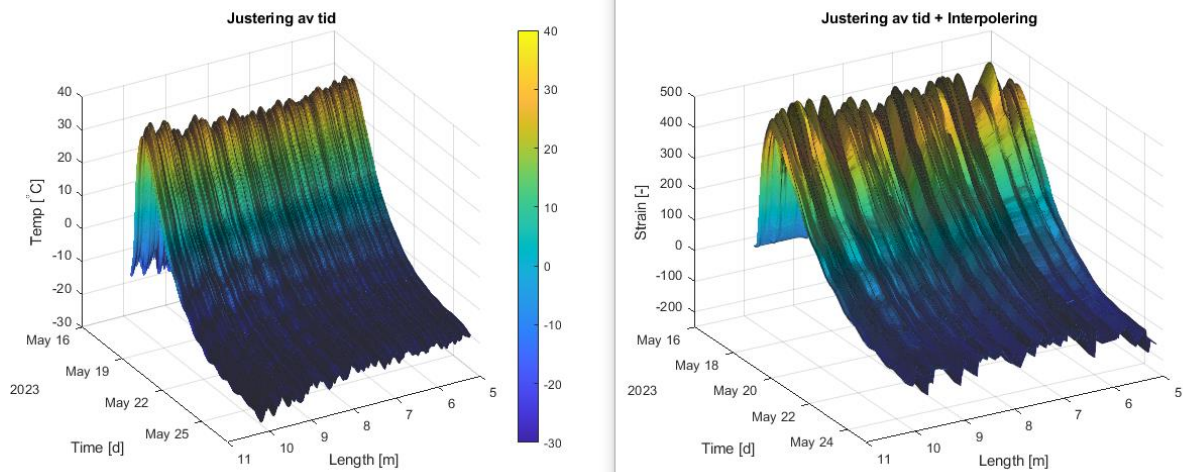 Justering av tid
40
30
20
10
0
-10
-20
-30
Temp [°C]
May 16
May 19
May 22
May 25
2023
Time [d]
11
10
9
8
7
6
5
Length [m]
40
30
20
10
0
-10
-20
-30
Justering av tid + Interpolering
500
400
300
200
100
0
-100
-200
Strain [-]
May 16
May 18
May 20
May 22
May 24
2023
Time [d]
11
10
9
8
7
6
5
Length [m]